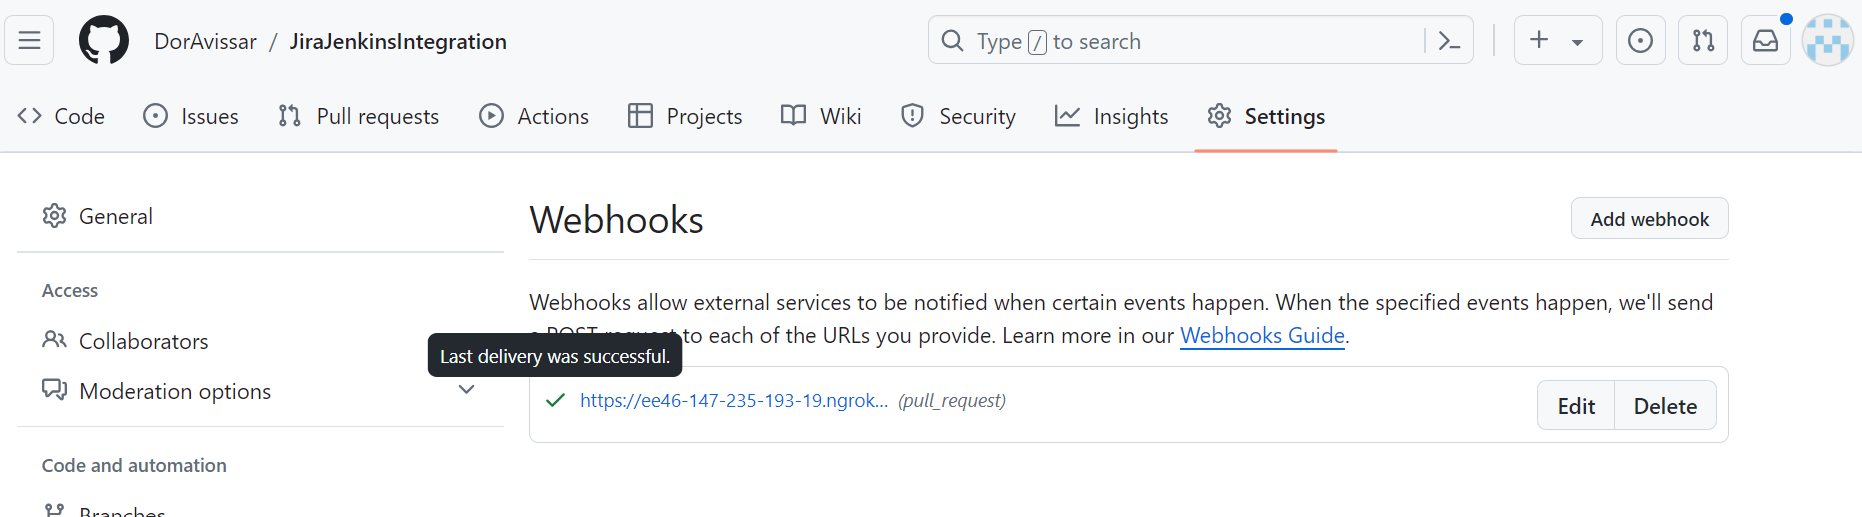 DorAvissar / JiraJenkinsIntegration
Type / to search
Code Issues Pull requests Actions Projects Wiki Security Insights Settings
General
Access
Collaborators
Moderation options
Code and automation
Branches
Webhooks
Add webhook
Webhooks allow external services to be notified when certain events happen. When the specified events happen, we'll send
a POST request to each of the URLs you provide. Learn more in our Webhooks Guide.
Last delivery was successful.
https://ee46-147-235-193-19.ngrok... (pull_request)
Edit Delete